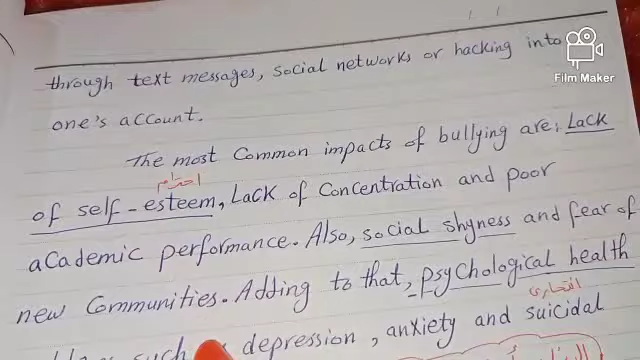 Film Maker
through text messages, social networks or hacking into
one's account.
The most Common impacts of bullying are: Lack
احترام
of self-esteem, Lack of Concentration and poor
academic performance. Also, social shyness and fear of
new Communities. Adding to that, psychological health
انتحاري
such depression, anxiety and suicidal